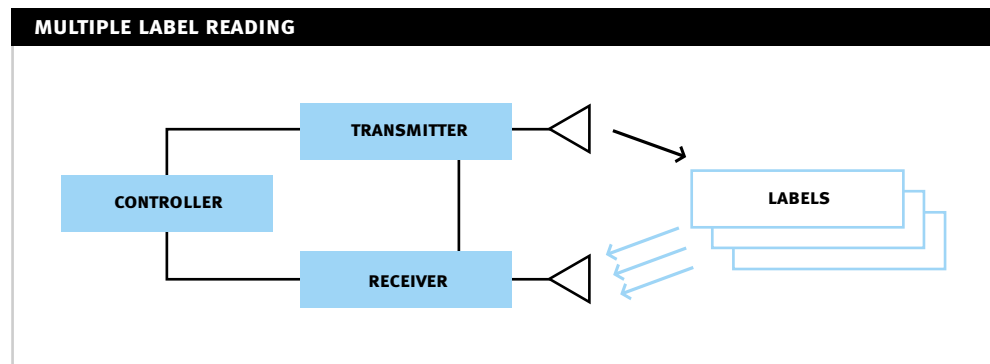 MULTIPLE LABEL READING
TRANSMITTER
CONTROLLER
LABELS
RECEIVER